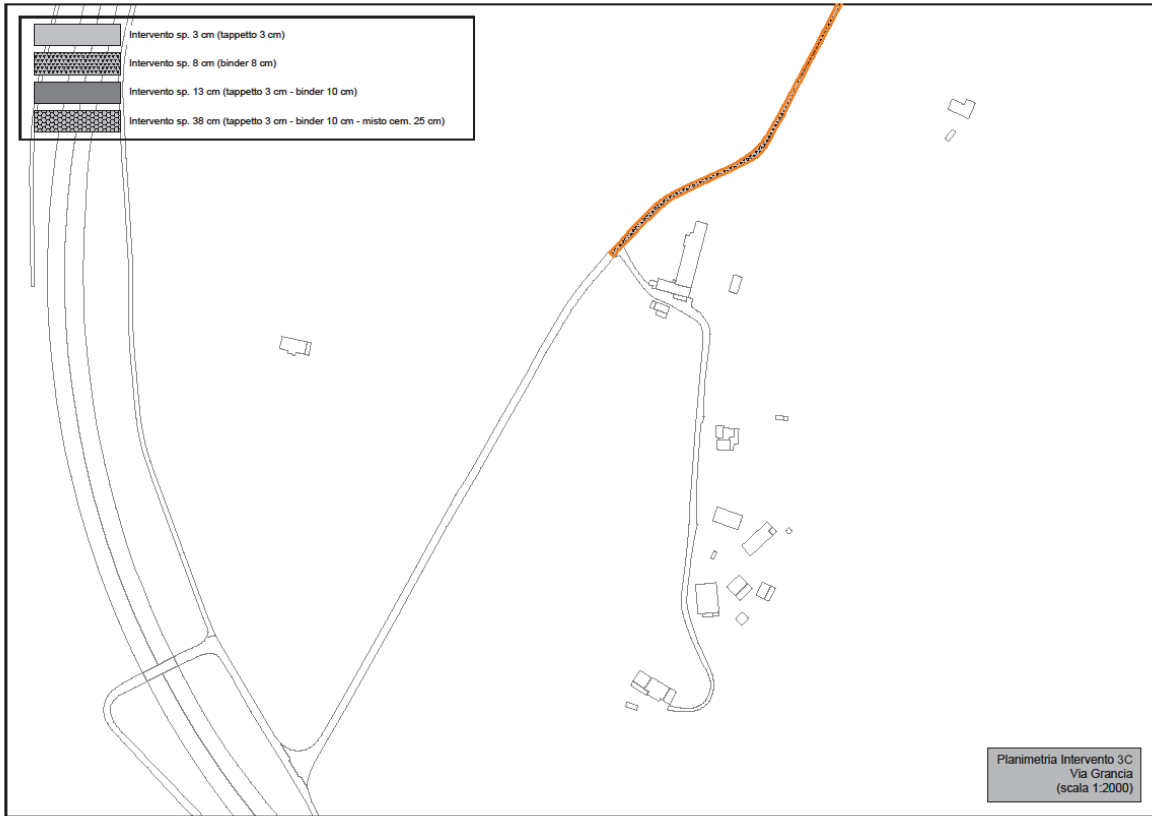 Intervento sp. 3 cm (tappetto 3 cm)
Intervento sp. 8 cm (binder 8 cm)
Intervento sp. 13 cm (tappetto 3 cm - binder 10 cm)
Intervento sp. 38 cm (tappetto 3 cm - binder 10 cm - misto cem. 25 cm)
Planimetria Intervento 3C
Via Grancia
(scala 1:2000)